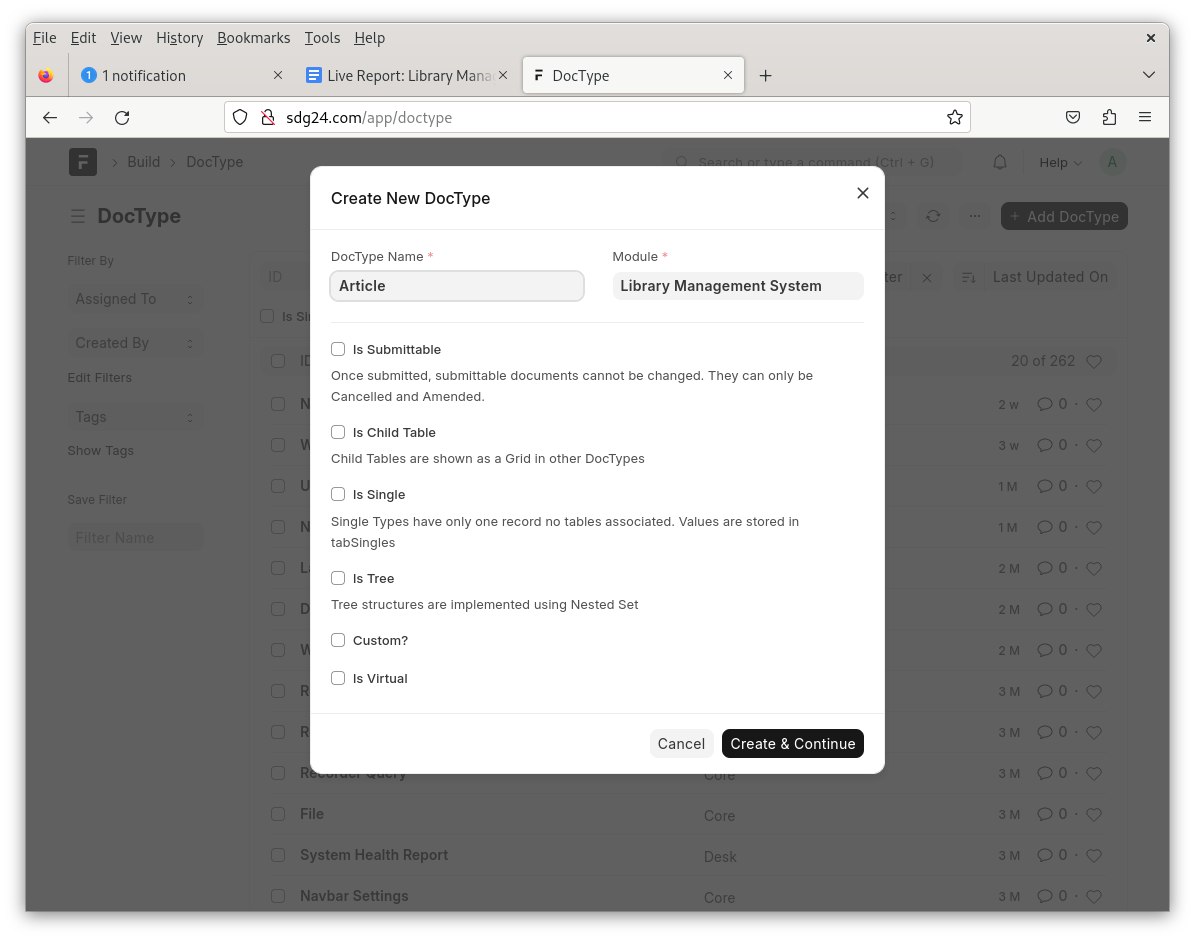 File Edit View History Bookmarks Tools Help
1 1 notification
Live Report: Library Mana
DocType
sdg24.com/app/doctype
Build DocType
Search or type a command (Ctrl + G)
Help A
DocType
Add DocType
Create New DocType
Filter By
Assigned To
Created By
Edit Filters
Tags
Show Tags
Save Filter
Filter Name
ID
Last Updated On
20 of 262
DocType Name *
Module *
Article
Library Management System
Is Submittable
Once submitted, submittable documents cannot be changed. They can only be
Cancelled and Amended.
Is Child Table
Child Tables are shown as a Grid in other DocTypes
Is Single
Single Types have only one record no tables associated. Values are stored in
tabSingles
Is Tree
Tree structures are implemented using Nested Set
Custom?
Is Virtual
Cancel Create & Continue
2 w 0 ·
3 w 0 ·
1 M 0 ·
1 M 0 ·
2 M 0 ·
2 M 0 ·
2 M 0 ·
3 M 0 ·
3 M 0 ·
Recorder Query Core 3 M 0 ·
File Core 3 M 0 ·
System Health Report Desk 3 M 0 ·
Navbar Settings Core 3 M 0 ·